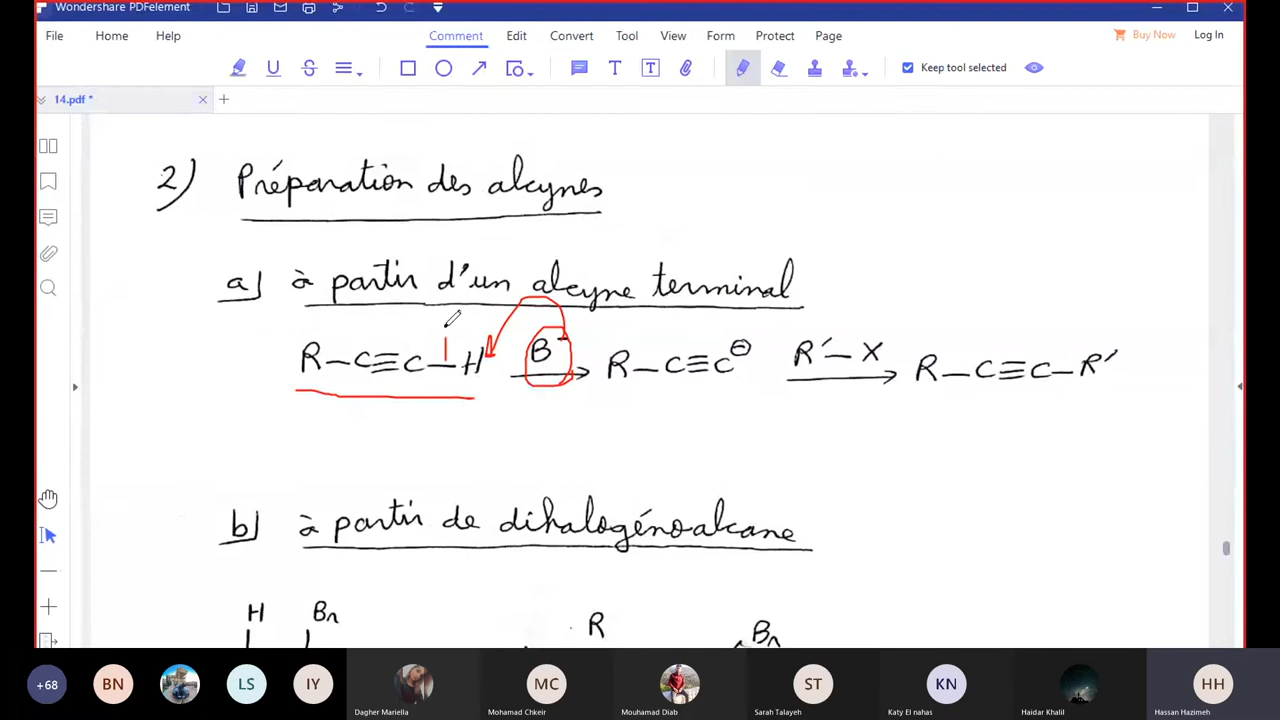 Wondershare PDFelement
File Home Help Comment Edit Convert Tool View Form Protect Page Buy Now Log In
Keep tool selected
14.pdf *
2) Préparation des alcynes
a) à partir d'un alcyne terminal
R—C≡C—H B⁻ R—C≡C⊖ R'—X R—C≡C—R'
b) à partir de dihalogénoalcane
H Br R Br
+68 BN LS IY MC ST KN HH
Dagher Mariella Mohamad Chkeir Mouhamad Diab Sarah Talayeh Katy El nahas Haidar Khalil Hassan Hazimeh